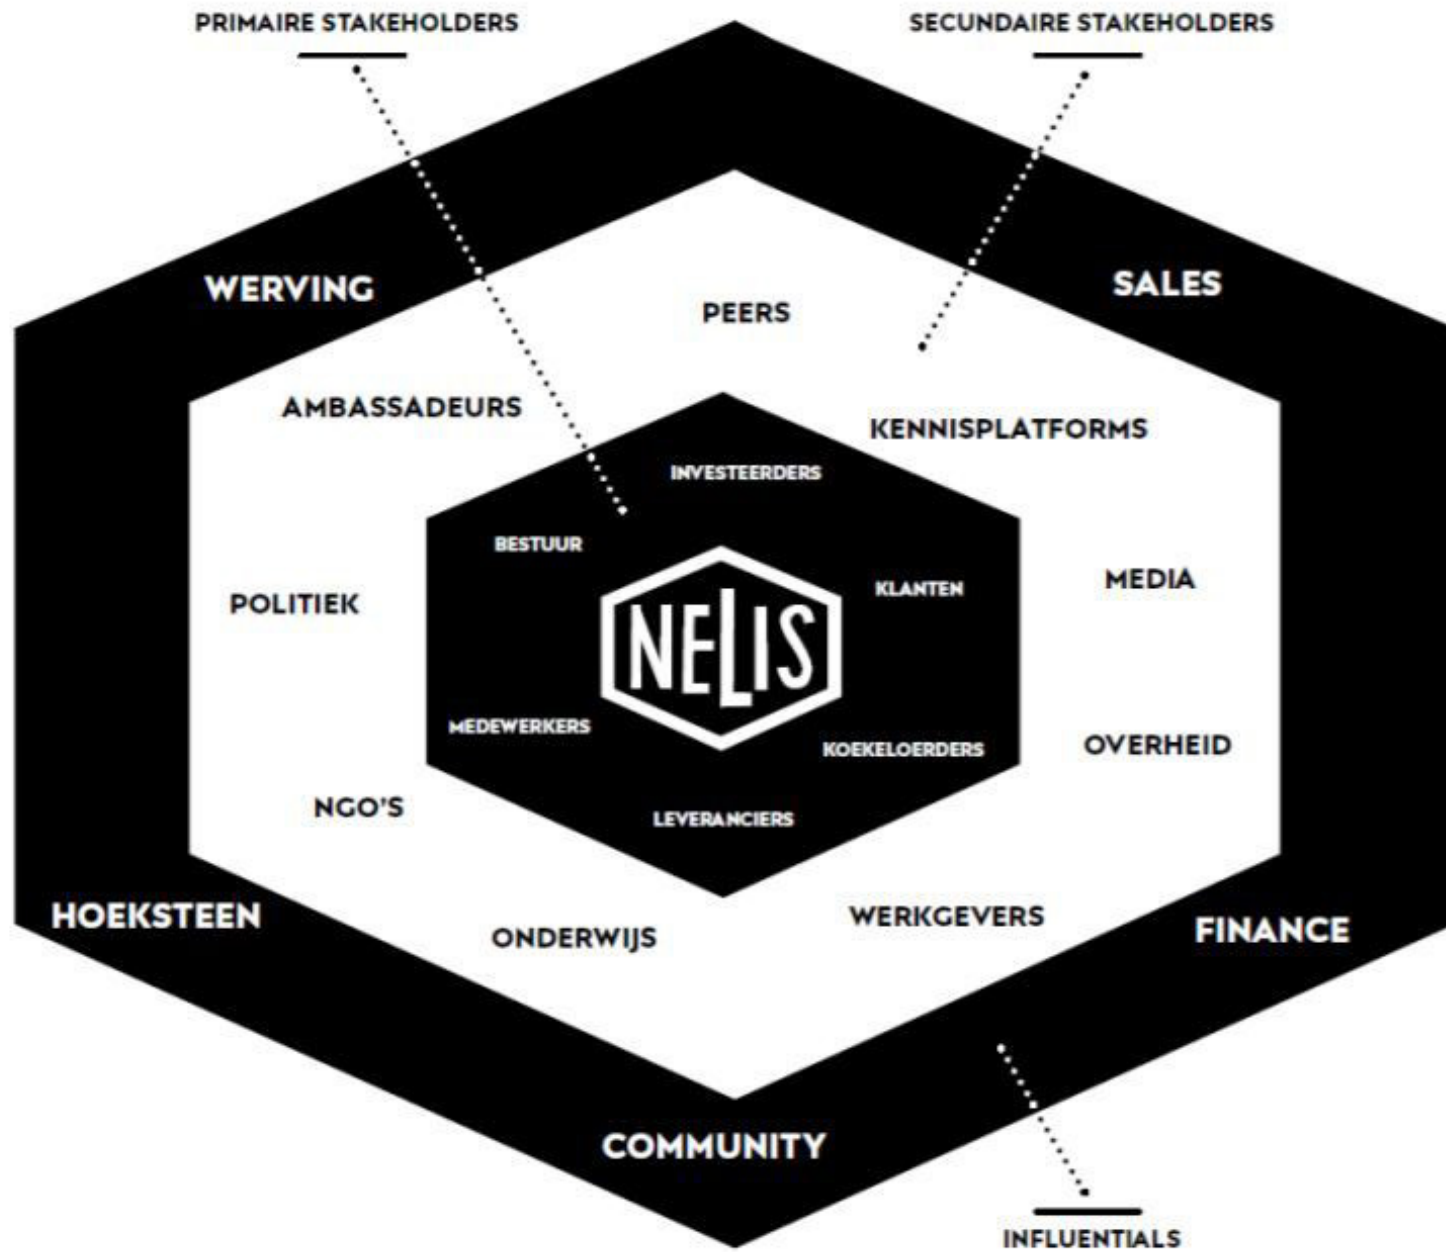 PRIMAIRE STAKEHOLDERS
SECUNDAIRE STAKEHOLDERS
WERVING
SALES
PEERS
AMBASSADEURS
KENNISPLATFORMS
INVESTEERDERS
BESTUUR
KLANTEN
MEDIA
POLITIEK
NELIS
MEDEWERKERS
KOEKELOERDERS
OVERHEID
NGO'S
LEVERANCIERS
HOEKSTEEN
WERKGEVERS
FINANCE
ONDERWIJS
COMMUNITY
INFLUENTIALS